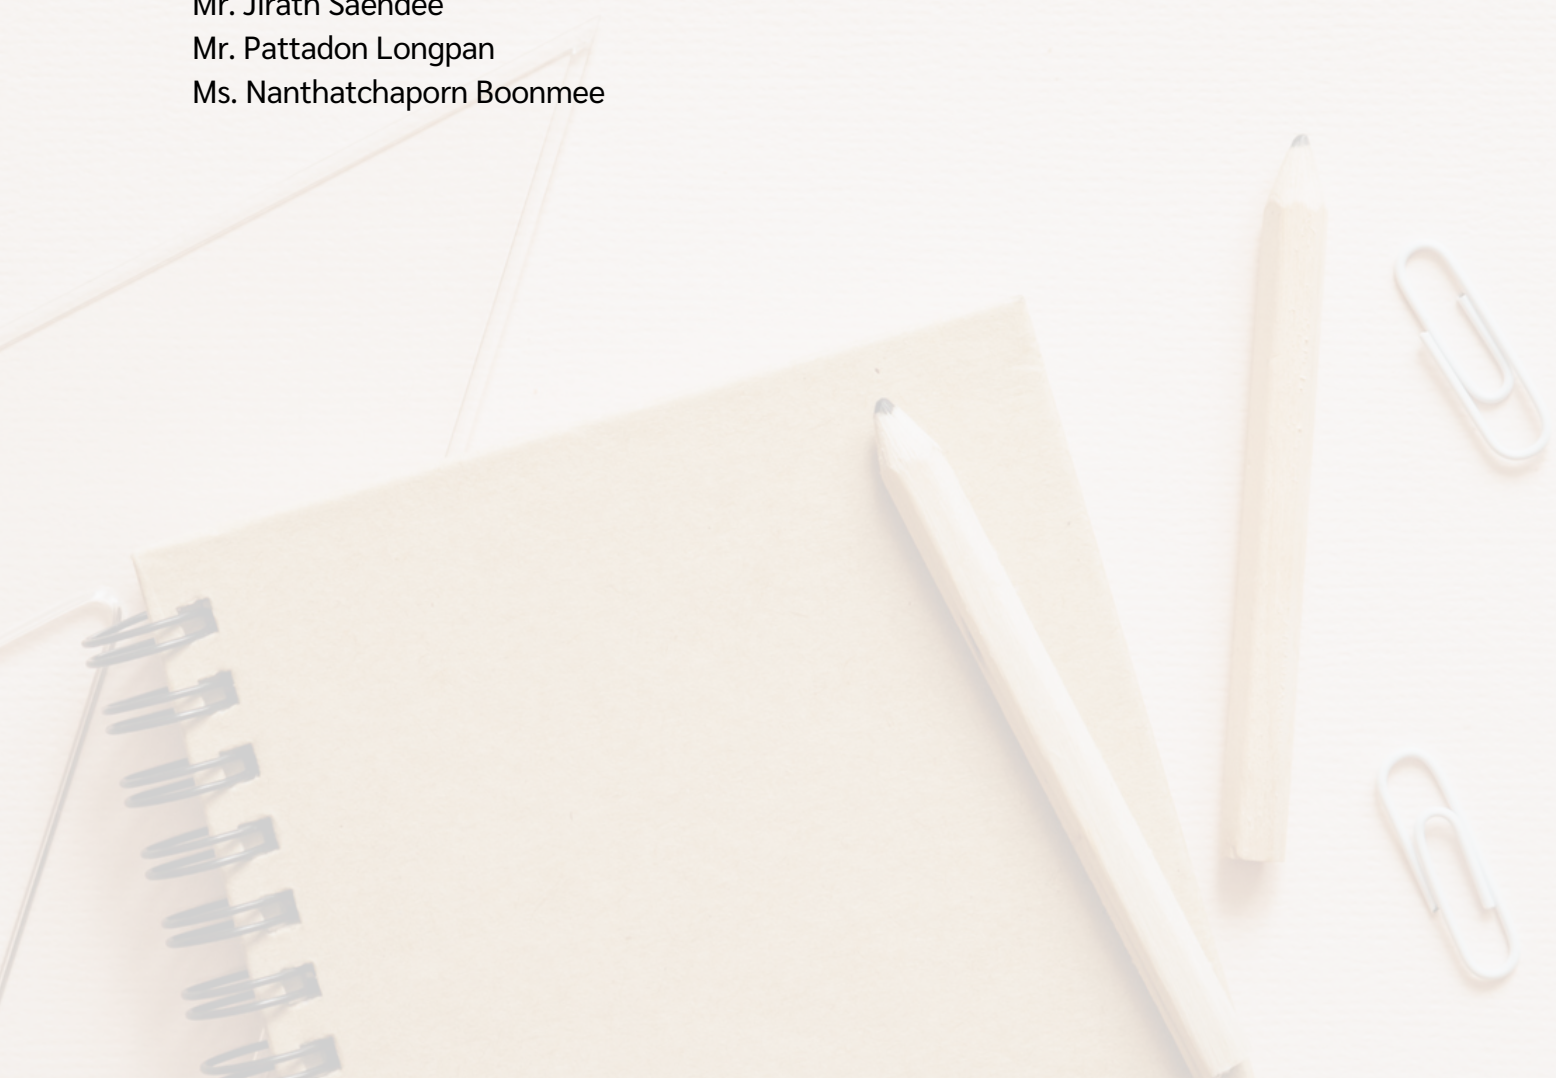 Mr. Jirath Saendee
Mr. Pattadon Longpan
Ms. Nanthatchaporn Boonmee